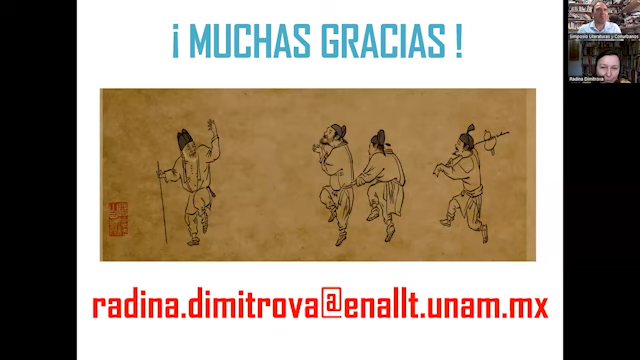 ¡ MUCHAS GRACIAS !
Simposio Literaturas y Conurbanos
Radina Dimitrova
radina.dimitrova@enallt.unam.mx